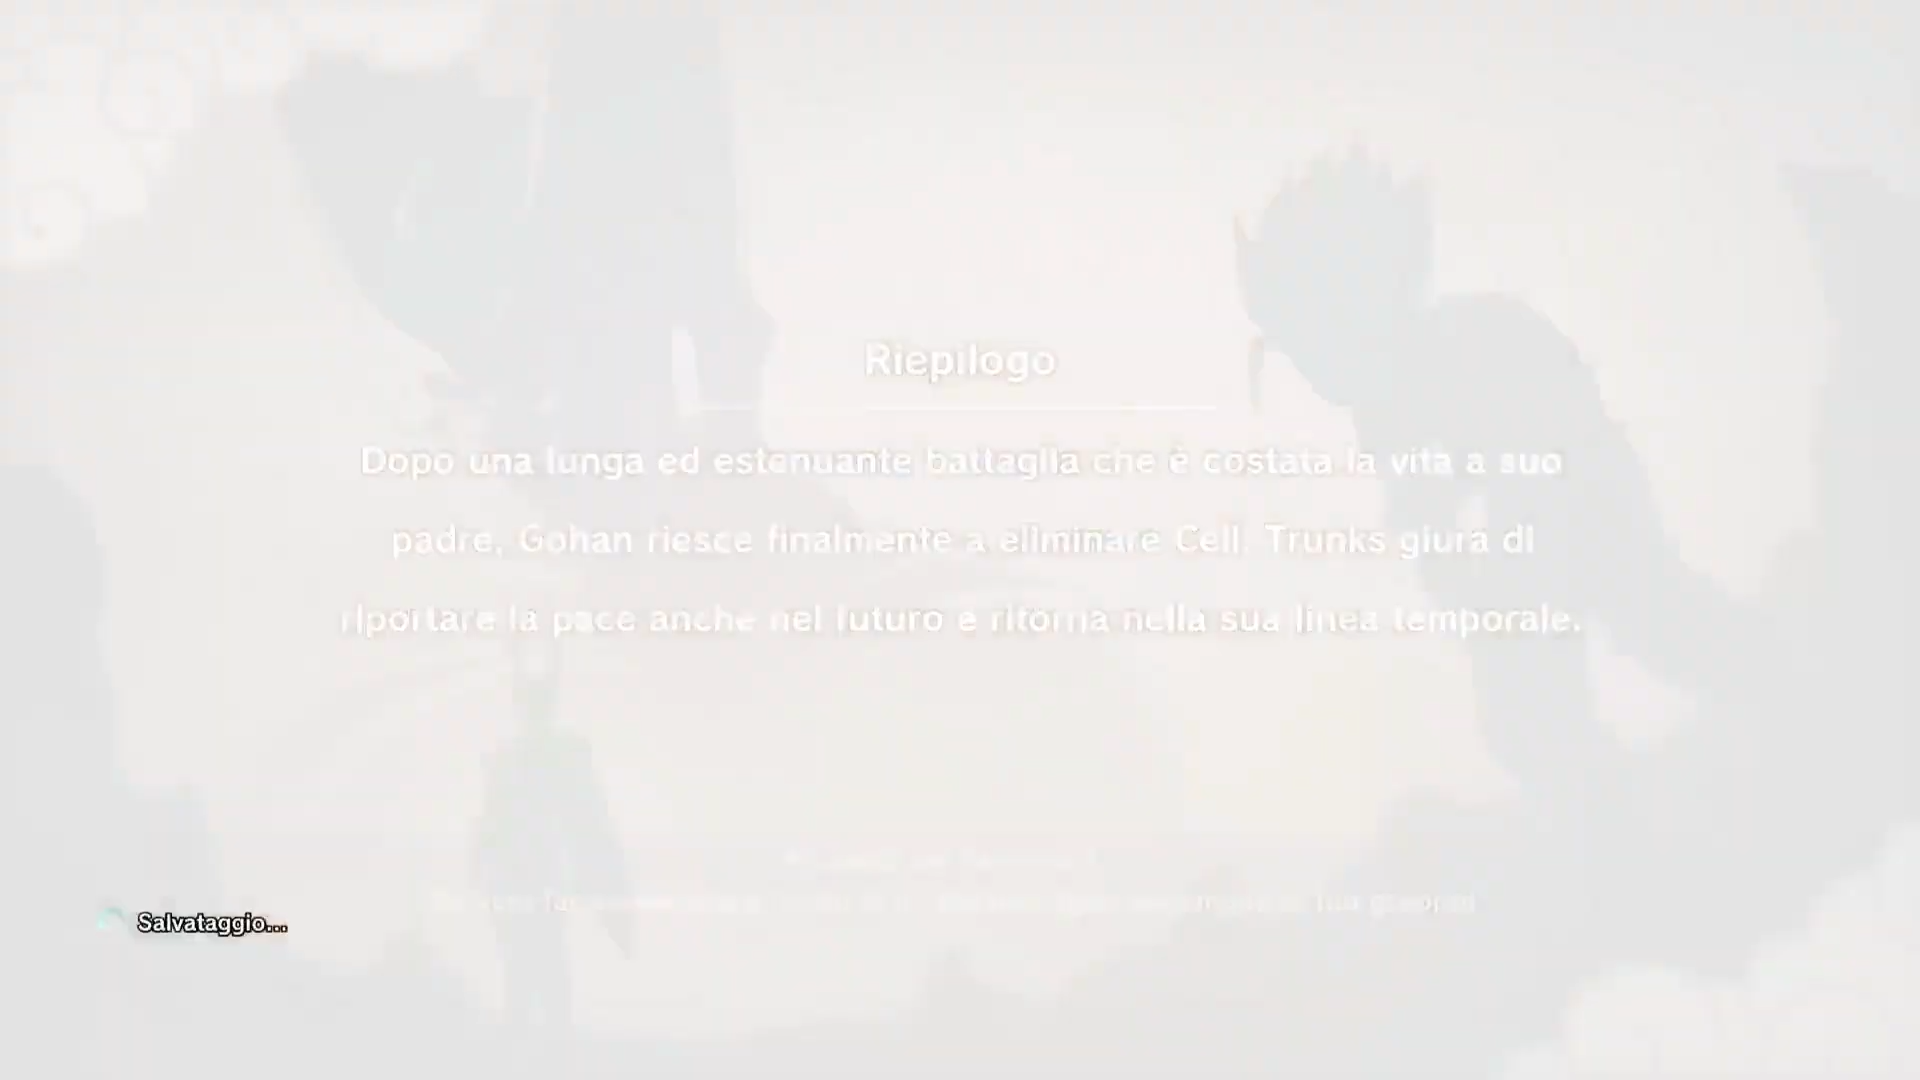 Riepilogo
Dopo una lunga ed estenuante battaglia che è costata la vita a suo
padre, Gohan riesce finalmente a eliminare Cell. Trunks giura di
riportare la pace anche nel futuro e ritorna nella sua linea temporale.
Salvataggio...